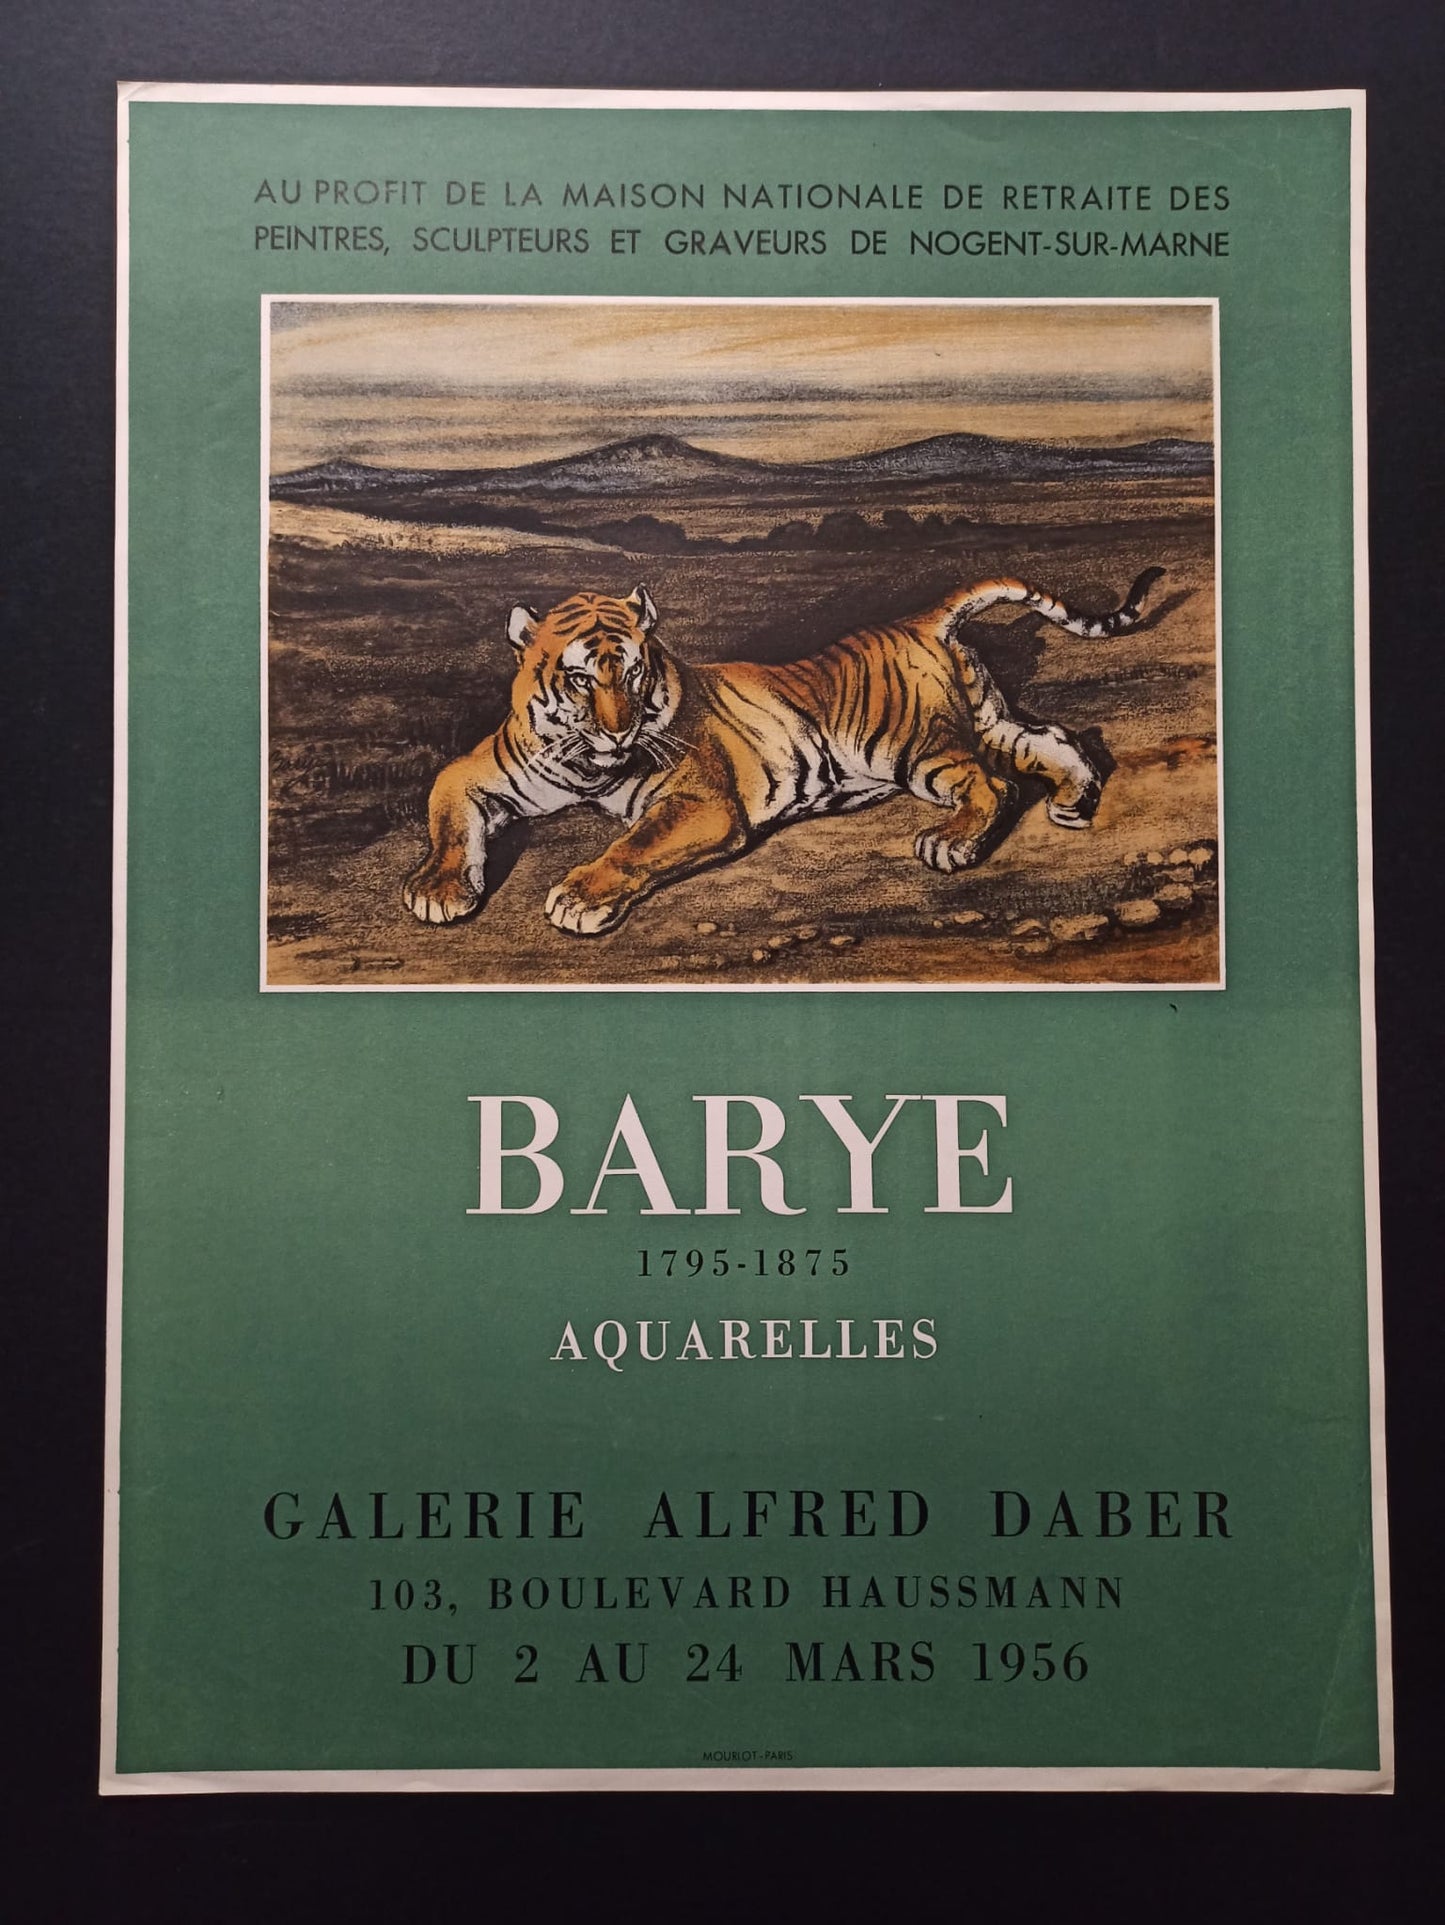 AU PROFIT DE LA MAISON NATIONALE DE RETRAITE DES
PEINTRES, SCULPTEURS ET GRAVEURS DE NOGENT-SUR-MARNE
BARYE
1795-1875
AQUARELLES
GALERIE ALFRED DABER
103, BOULEVARD HAUSSMANN
DU 2 AU 24 MARS 1956
MOURLOT-PARIS